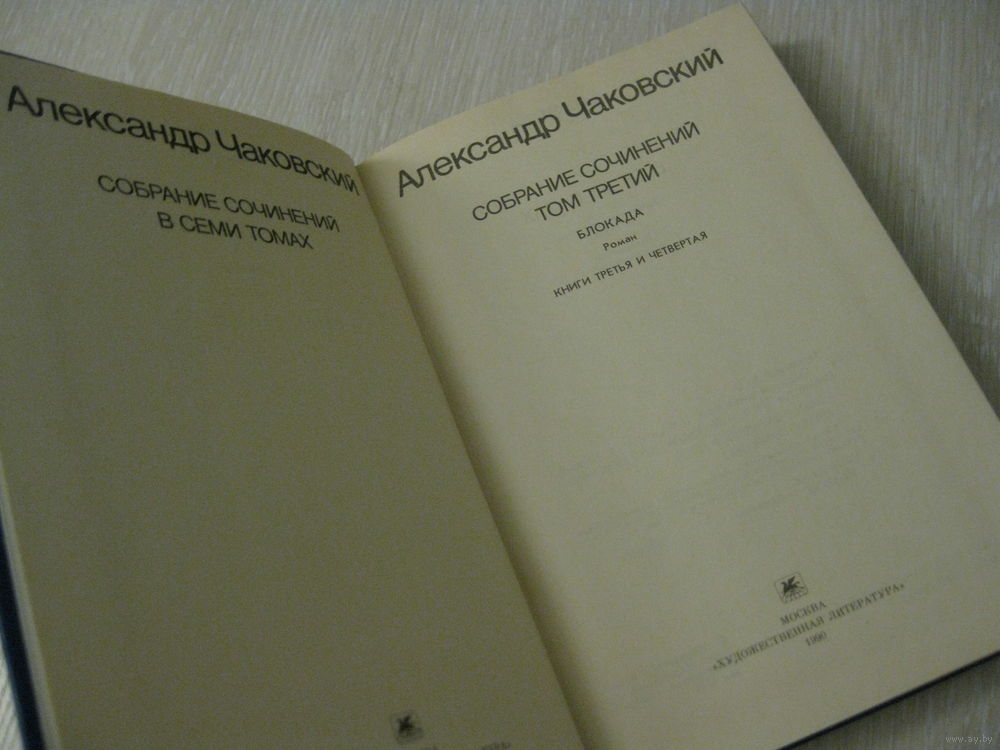 Александр Чаковский
СОБРАНИЕ СОЧИНЕНИЙ
В СЕМИ ТОМАХ
Александр Чаковский
СОБРАНИЕ СОЧИНЕНИЙ
ТОМ ТРЕТИЙ
БЛОКАДА
Роман
КНИГИ ТРЕТЬЯ И ЧЕТВЕРТАЯ
МОСКВА
«ХУДОЖЕСТВЕННАЯ ЛИТЕРАТУРА»
1990
www.ay.by